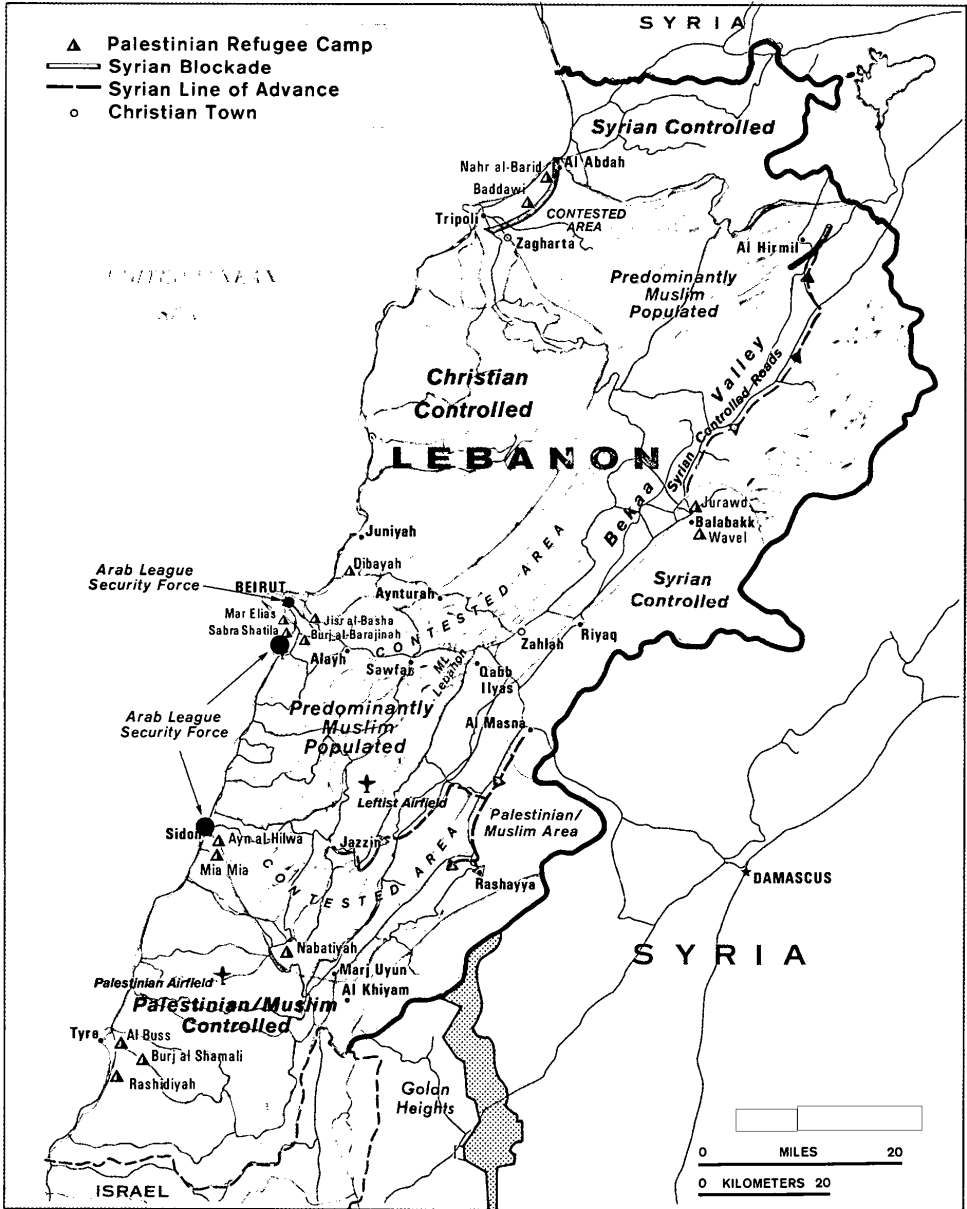 SYRIA
Palestinian Refugee Camp
Syrian Blockade
Syrian Line of Advance
Christian Town
Syrian Controlled
Nahr al-Barid
Al Abdah
Baddawi
CONTESTED
AREA
Tripoli
Zagharta
Al Hirmil
Predominantly
Muslim
Populated
SEA
Christian
Controlled
Bekaa Valley
Syrian Controlled Roads
LEBANON
Jurawd
Balabakk
Wavel
Juniyah
Dibayah
CONTESTED AREA
Syrian
Controlled
Arab League
Security Force
BEIRUT
Aynturah
Mar Elias
Jisr al-Basha
Sabra Shatila
Burj al-Barajinah
Zahlah
Riyaq
Alayh
Sawfar
Mt.
Lebanon
Qabb
Ilyas
Arab League
Security Force
Predominantly
Muslim
Populated
Al Masna
Leftist Airfield
Palestinian/
Muslim Area
Sidon
Ayn al-Hilwa
Jazzin
Mia Mia
CONTESTED AREA
Rashayya
DAMASCUS
SYRIA
Nabatiyah
Palestinian Airfield
Marj Uyun
Al Khiyam
Palestinian/Muslim
Controlled
Tyre
Al Buss
Burj al Shamali
Rashidiyah
Golan
Heights
0 MILES 20
0 KILOMETERS 20
ISRAEL